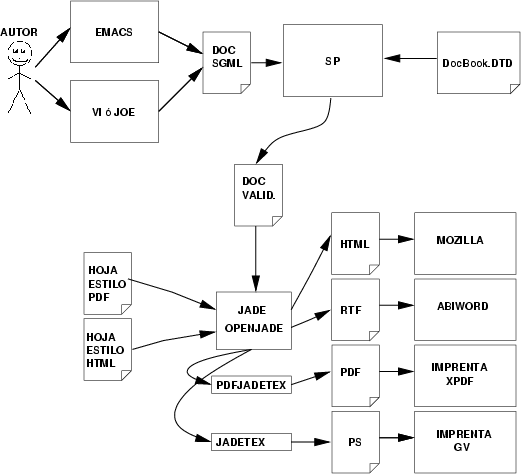 AUTOR
EMACS
VI ó JOE
DOC
SGML
SP
DocBook.DTD
DOC
VALID.
HOJA
ESTILO
PDF
HOJA
ESTILO
HTML
JADE
OPENJADE
PDFJADETEX
JADETEX
HTML
MOZILLA
RTF
ABIWORD
PDF
IMPRENTA
XPDF
PS
IMPRENTA
GV